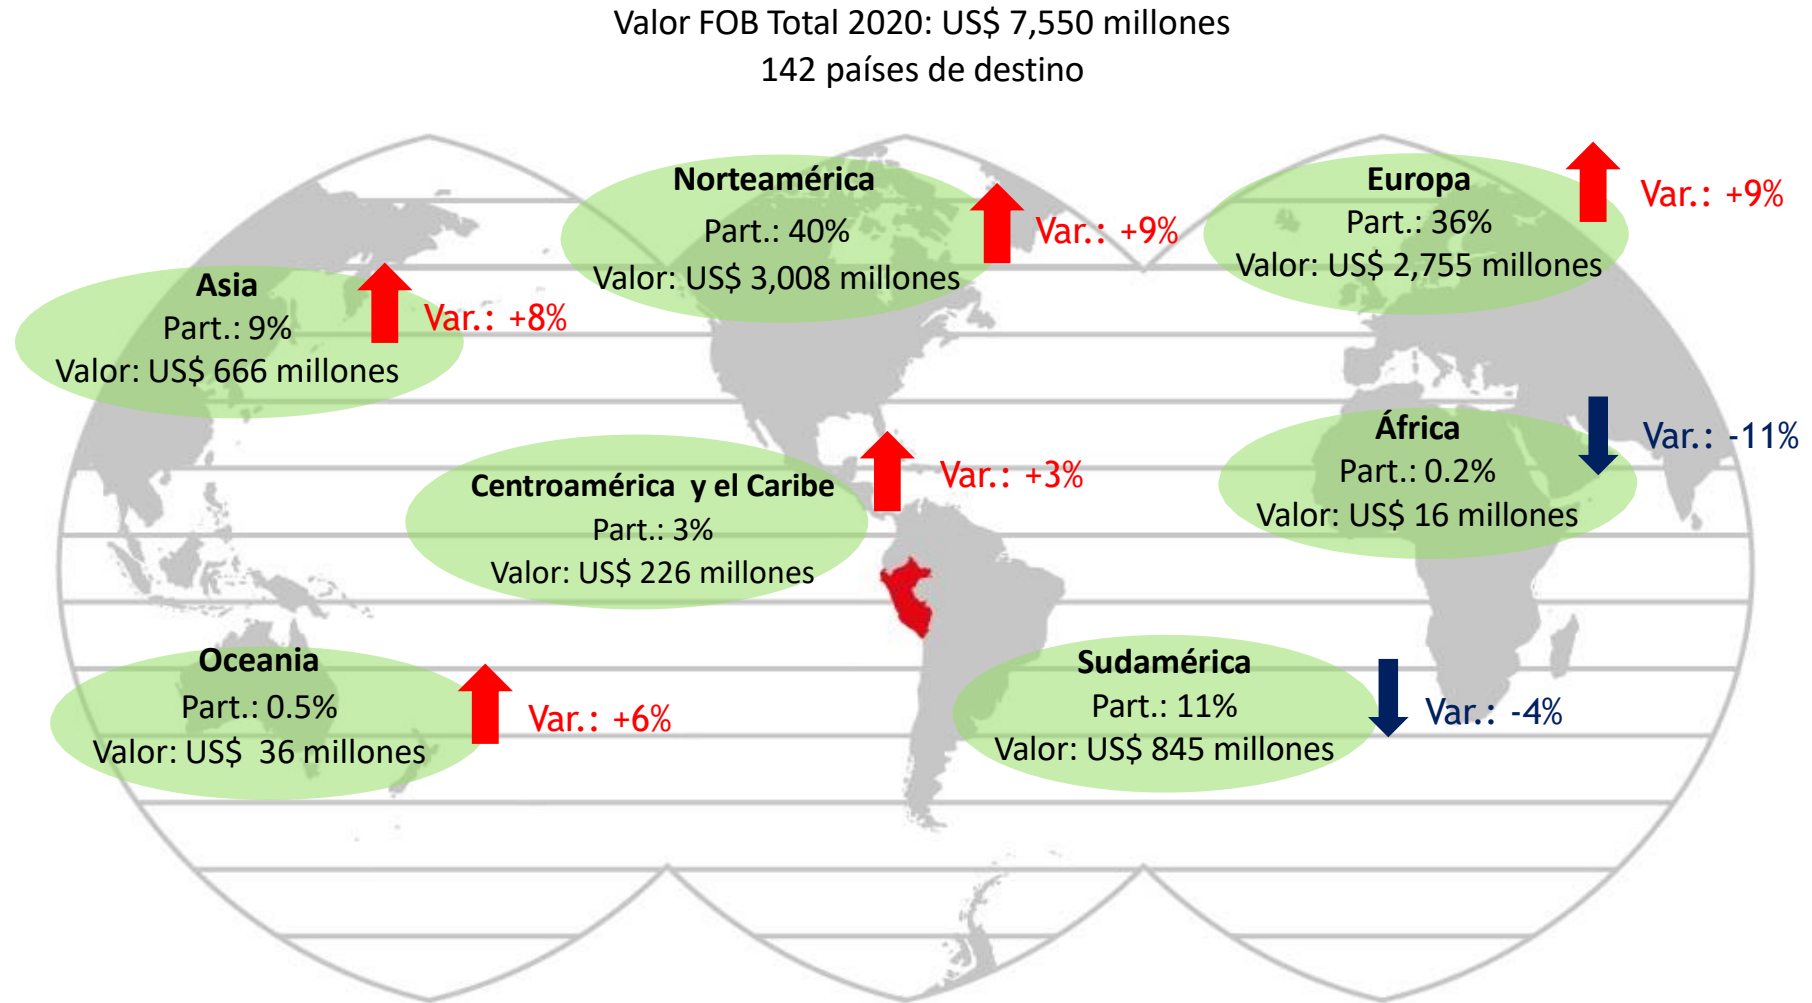 Valor FOB Total 2020: US$ 7,550 millones
142 países de destino
Norteamérica
Part.: 40%
Valor: US$ 3,008 millones
Var.: +9%
Europa
Part.: 36%
Valor: US$ 2,755 millones
Var.: +9%
Asia
Part.: 9%
Valor: US$ 666 millones
Var.: +8%
Centroamérica  y el Caribe
Part.: 3%
Valor: US$ 226 millones
Var.: +3%
África
Part.: 0.2%
Valor: US$ 16 millones
Var.: -11%
Oceania
Part.: 0.5%
Valor: US$  36 millones
Var.: +6%
Sudamérica
Part.: 11%
Valor: US$ 845 millones
Var.: -4%